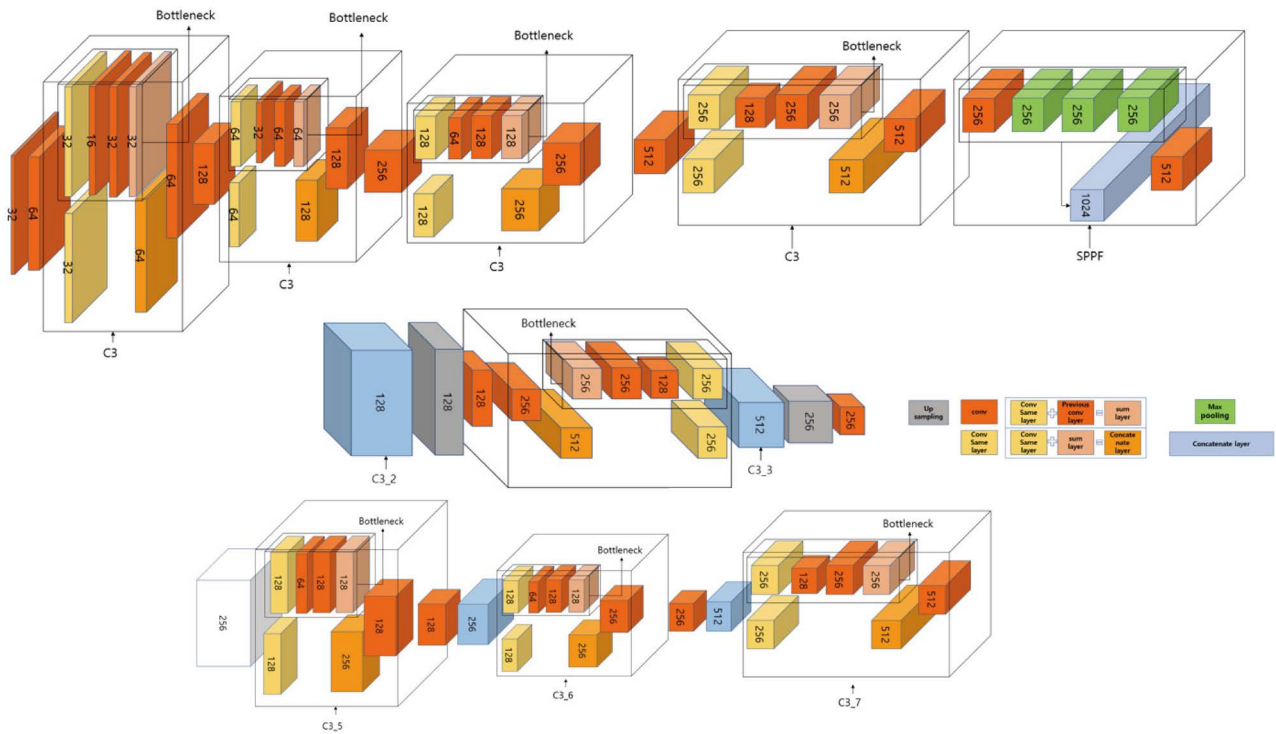 Bottleneck
Bottleneck
Bottleneck
Bottleneck
32
64
32
16
32
32
32
64
64
128
64
32
64
64
64
128
128
256
128
64
128
128
128
256
256
512
256
128
256
256
256
512
512
256
256
256
256
1024
512
C3
C3
C3
C3
SPPF
Bottleneck
128
128
128
256
512
256
256
128
256
256
512
256
256
C3_2
C3_3
Up
sampling
conv
Conv
Same
layer
Previous
conv
layer
sum
layer
Max
pooling
Conv
Same
layer
Conv
Same
layer
sum
layer
Concate
nate
layer
Concatenate layer
Bottleneck
Bottleneck
Bottleneck
256
128
64
128
128
128
256
128
128
256
128
64
128
128
128
256
256
256
512
256
128
256
256
256
512
512
C3_5
C3_6
C3_7